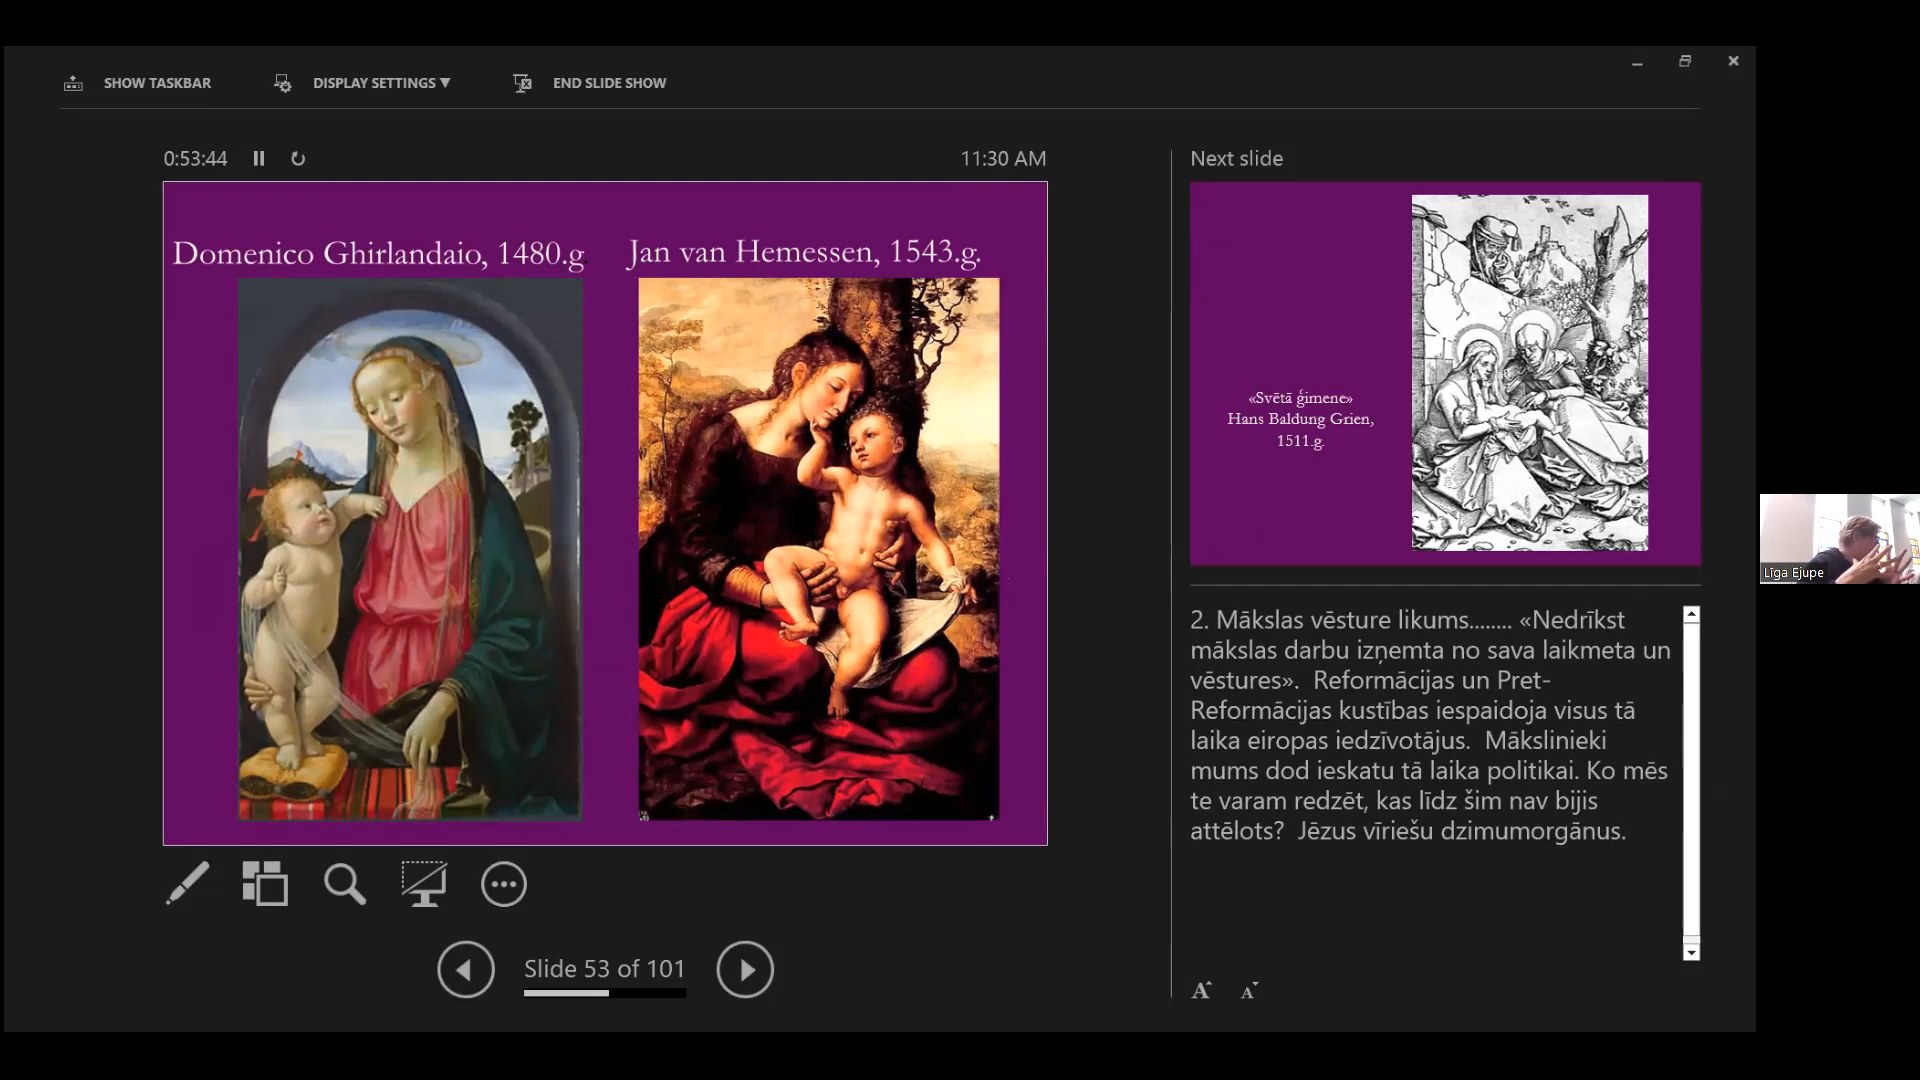 SHOW TASKBAR
DISPLAY SETTINGS ▼
END SLIDE SHOW
0:53:44
11:30 AM
Domenico Ghirlandaio, 1480.g.
Jan van Hemessen, 1543.g.
Next slide
«Svētā ģimene»
Hans Baldung Grien,
1511.g.
2. Mākslas vēsture likums........ «Nedrīkst
mākslas darbu izņemta no sava laikmeta un
vēstures».  Reformācijas un Pret-
Reformācijas kustības iespaidoja visus tā
laika eiropas iedzīvotājus.  Mākslinieki
mums dod ieskatu tā laika politikai. Ko mēs
te varam redzēt, kas līdz šim nav bijis
attēlots?  Jēzus vīriešu dzimumorgānus.
Līga Ejupe
Slide 53 of 101
A A